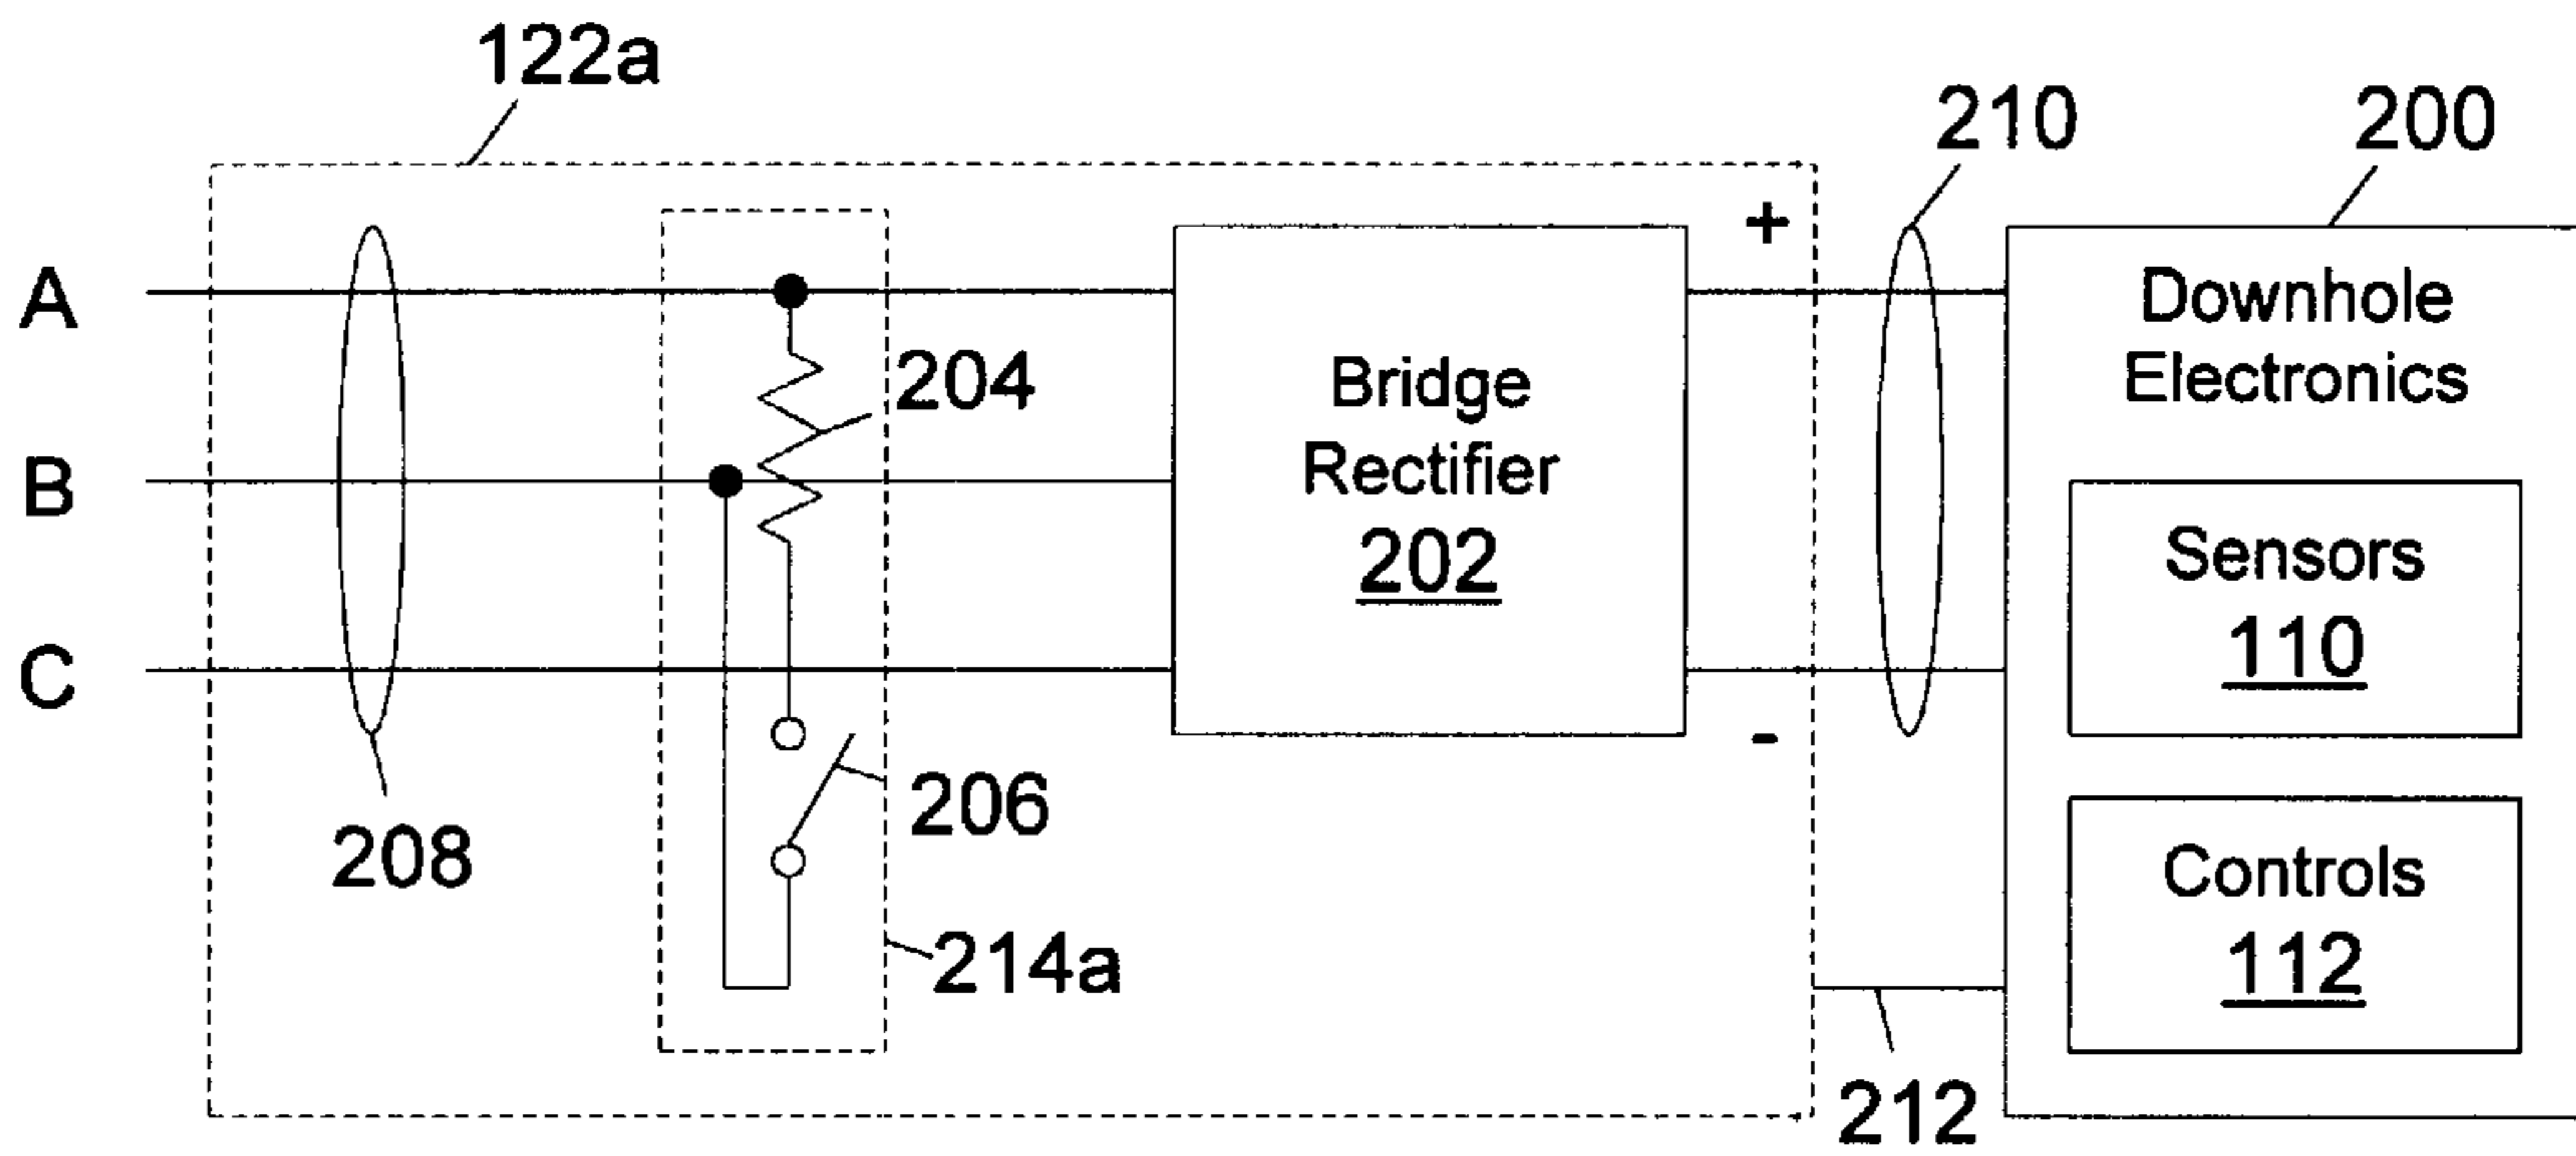 122a
210
200
+
A
Downhole
Electronics
204
Bridge
Rectifier
202
B
Sensors
110
C
-
206
208
Controls
112
214a
212